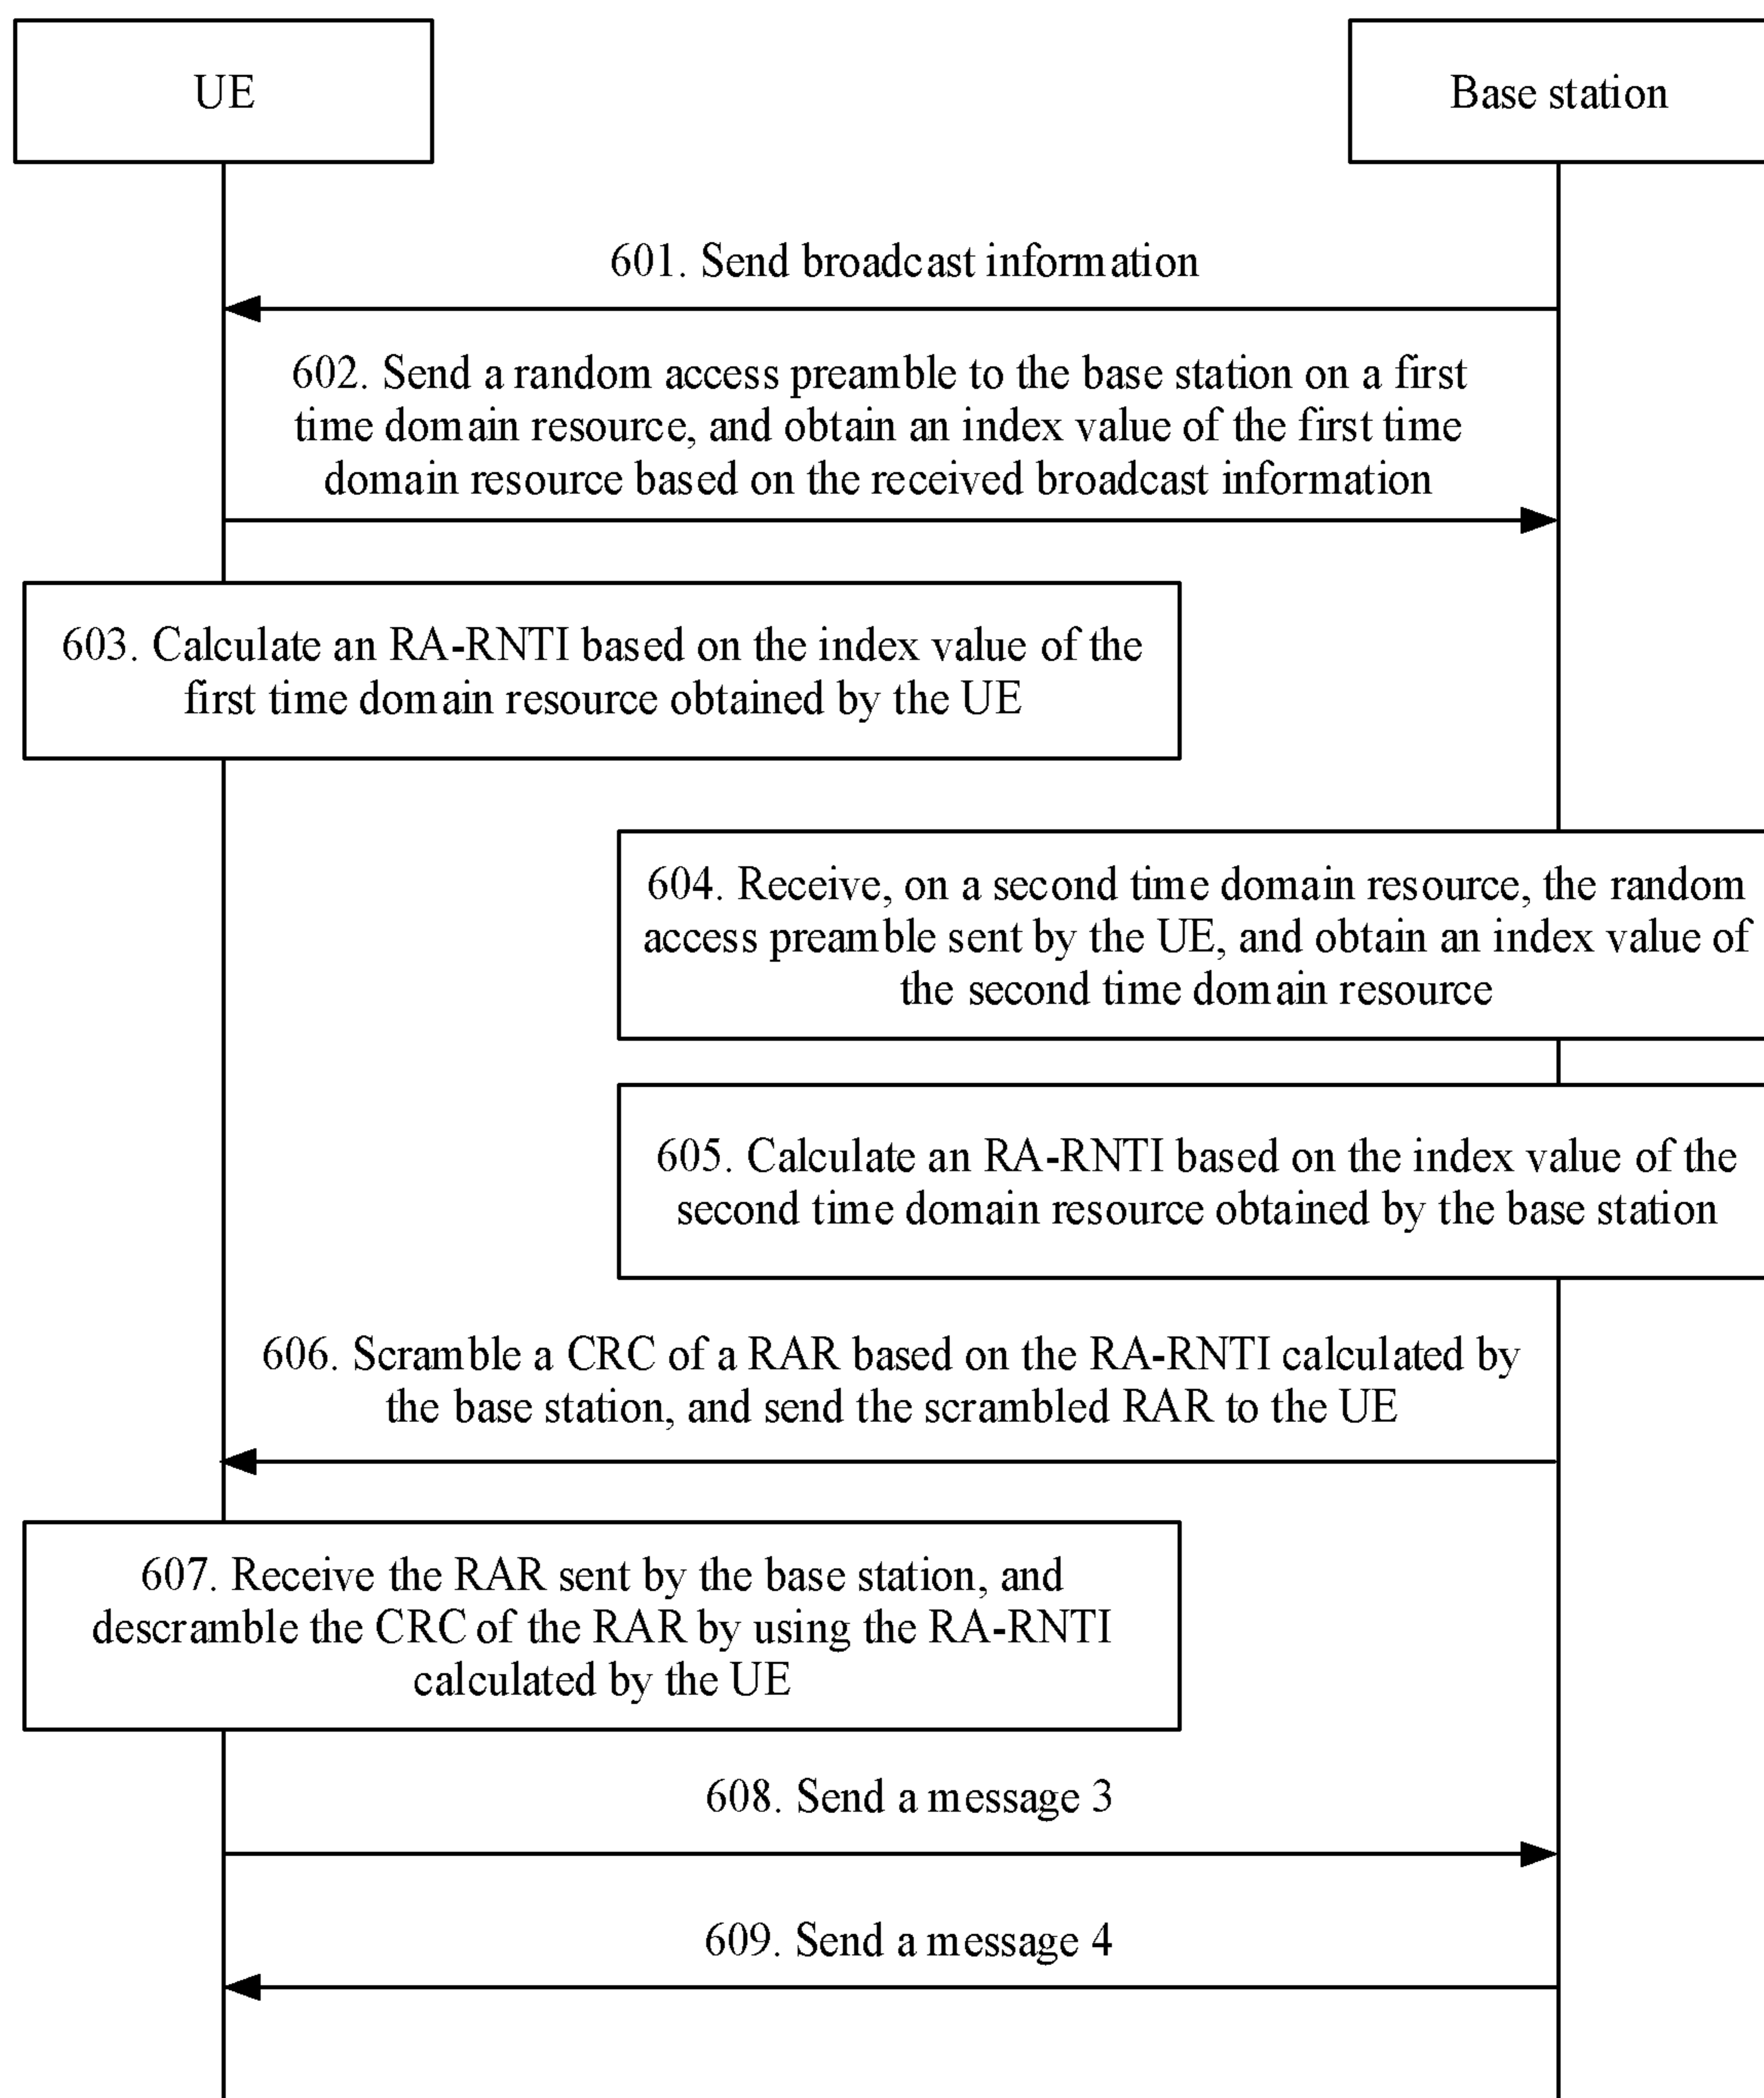 UE
Base station
601. Send broadcast information
602. Send a random access preamble to the base station on a first
time domain resource, and obtain an index value of the first time
domain resource based on the received broadcast information
603. Calculate an RA-RNTI based on the index value of the
first time domain resource obtained by the UE
604. Receive, on a second time domain resource, the random
access preamble sent by the UE, and obtain an index value of
the second time domain resource
605. Calculate an RA-RNTI based on the index value of the
second time domain resource obtained by the base station
606. Scramble a CRC of a RAR based on the RA-RNTI calculated by
the base station, and send the scrambled RAR to the UE
607. Receive the RAR sent by the base station, and
descramble the CRC of the RAR by using the RA-RNTI
calculated by the UE
608. Send a message 3
609. Send a message 4